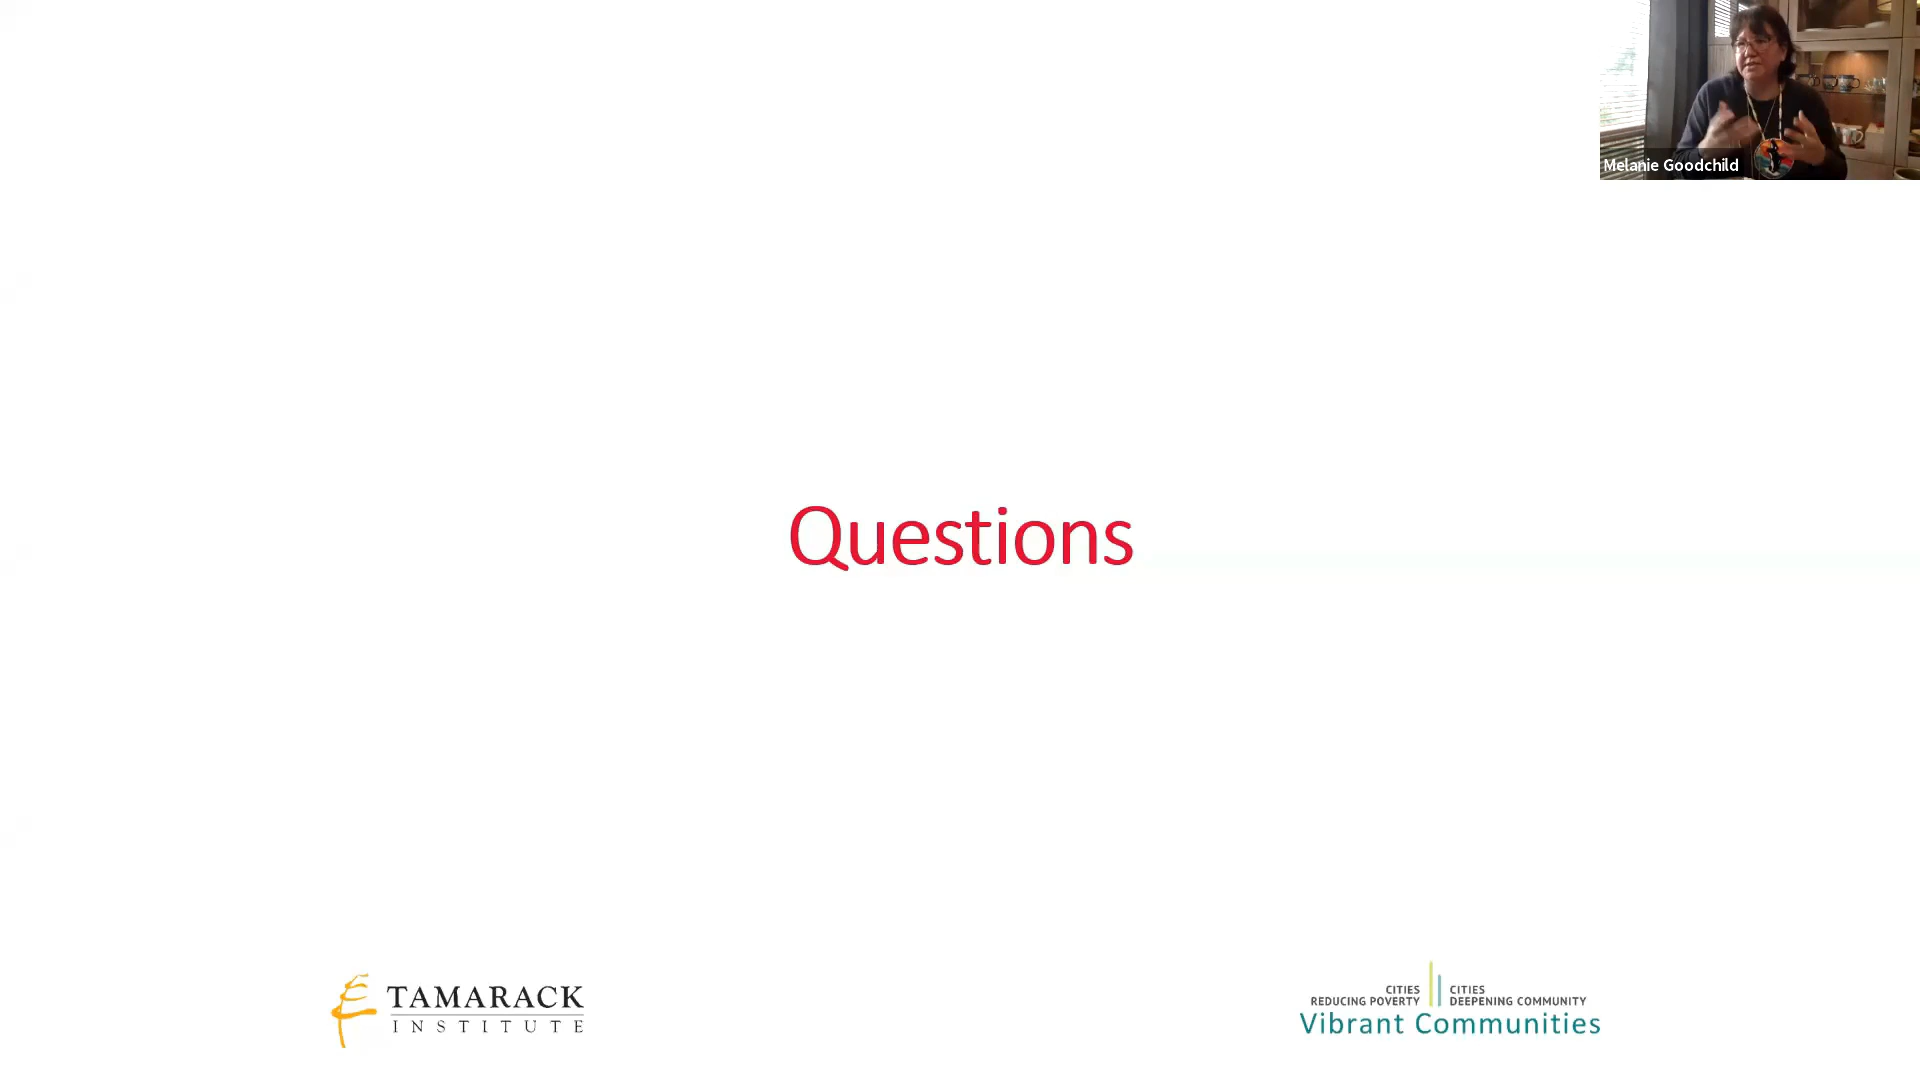 Melanie Goodchild
Questions
TAMARACK
INSTITUTE
CITIES
REDUCING POVERTY
CITIES
DEEPENING COMMUNITY
Vibrant Communities